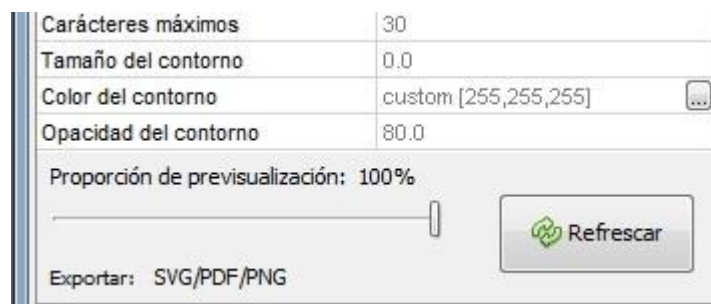 Carácteres máximos 30
Tamaño del contorno 0.0
Color del contorno custom [255,255,255] ...
Opacidad del contorno 80.0
Proporción de previsualización: 100%
Refrescar
Exportar: SVG/PDF/PNG